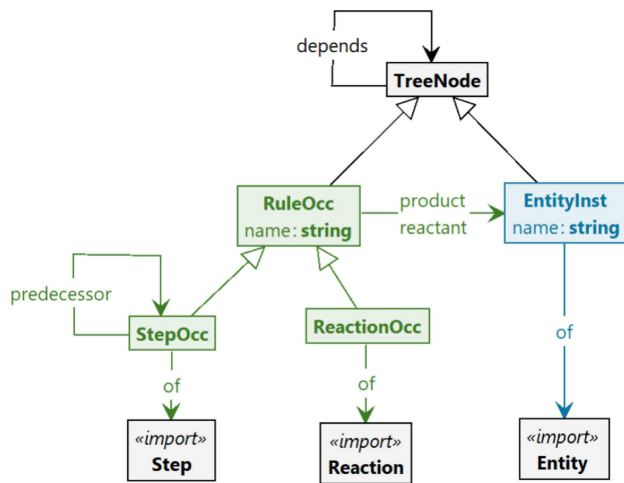 depends
TreeNode
RuleOcc
name: string
product
reactant
EntityInst
name: string
predecessor
StepOcc
ReactionOcc
of
of
of
«import»
Step
«import»
Reaction
«import»
Entity